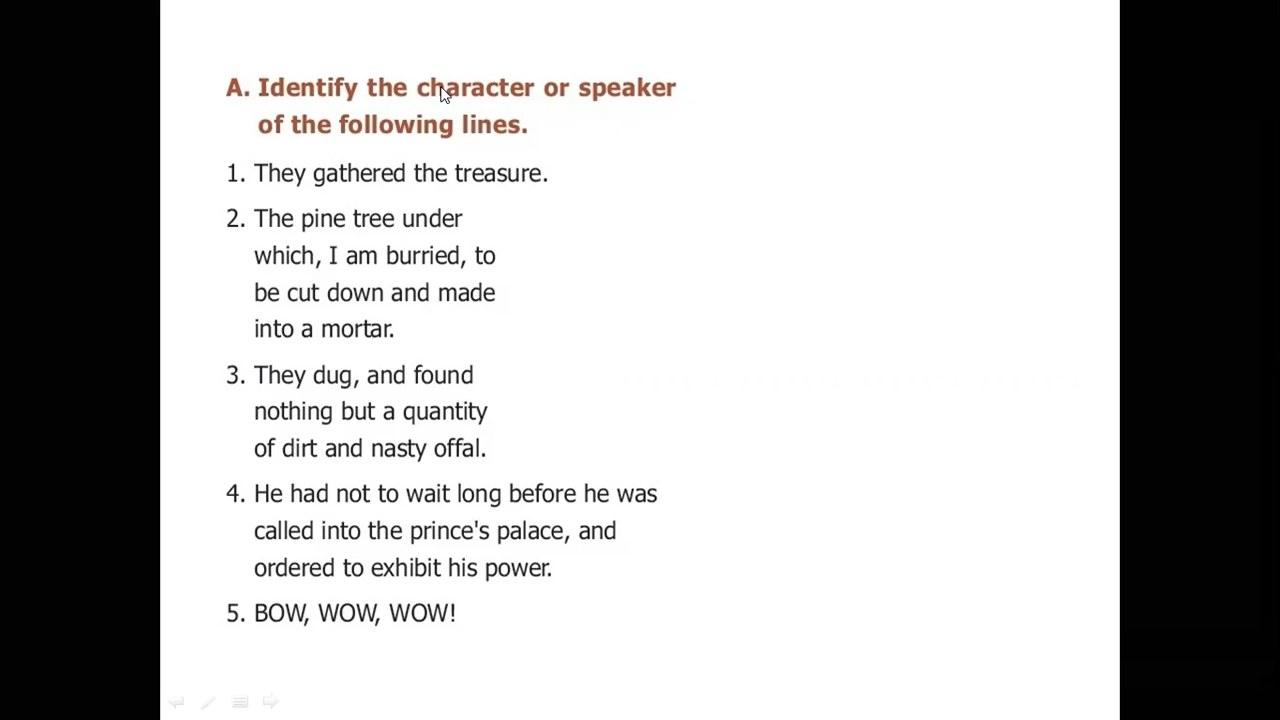 A. Identify the character or speaker
of the following lines.
1. They gathered the treasure.
2. The pine tree under
which, I am burried, to
be cut down and made
into a mortar.
3. They dug, and found
nothing but a quantity
of dirt and nasty offal.
4. He had not to wait long before he was
called into the prince's palace, and
ordered to exhibit his power.
5. BOW, WOW, WOW!